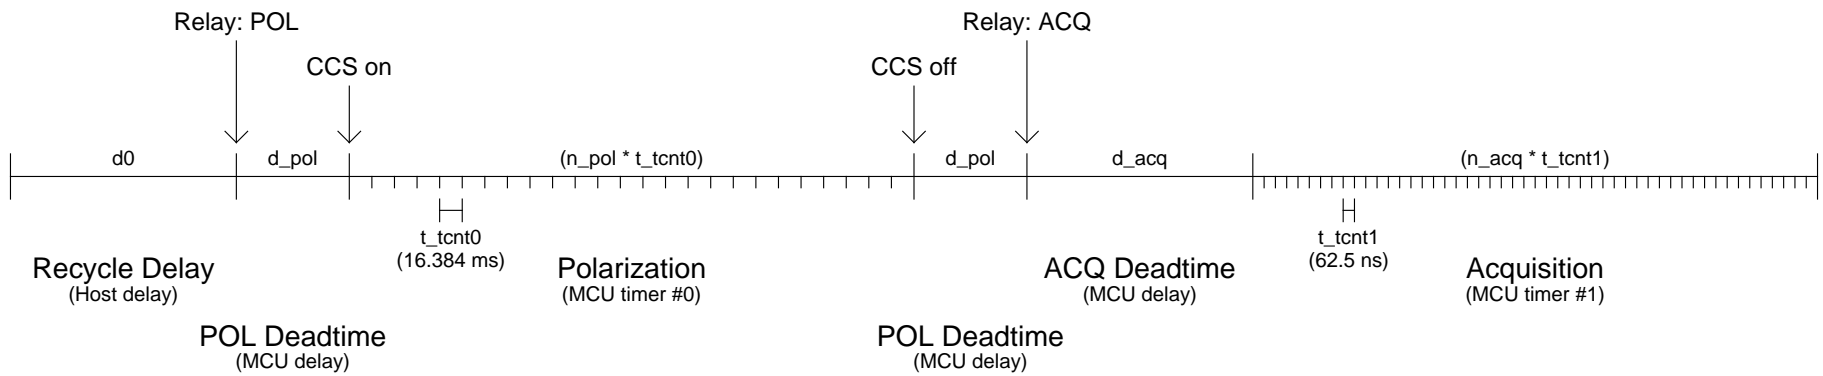 Relay: POL
Relay: ACQ
CCS on
CCS off
d0
d_pol
(n_pol * t_tcnt0)
d_pol
d_acq
(n_acq * t_tcnt1)
t_tcnt0
(16.384 ms)
t_tcnt1
(62.5 ns)
Recycle Delay
(Host delay)
Polarization
(MCU timer #0)
ACQ Deadtime
(MCU delay)
Acquisition
(MCU timer #1)
POL Deadtime
(MCU delay)
POL Deadtime
(MCU delay)